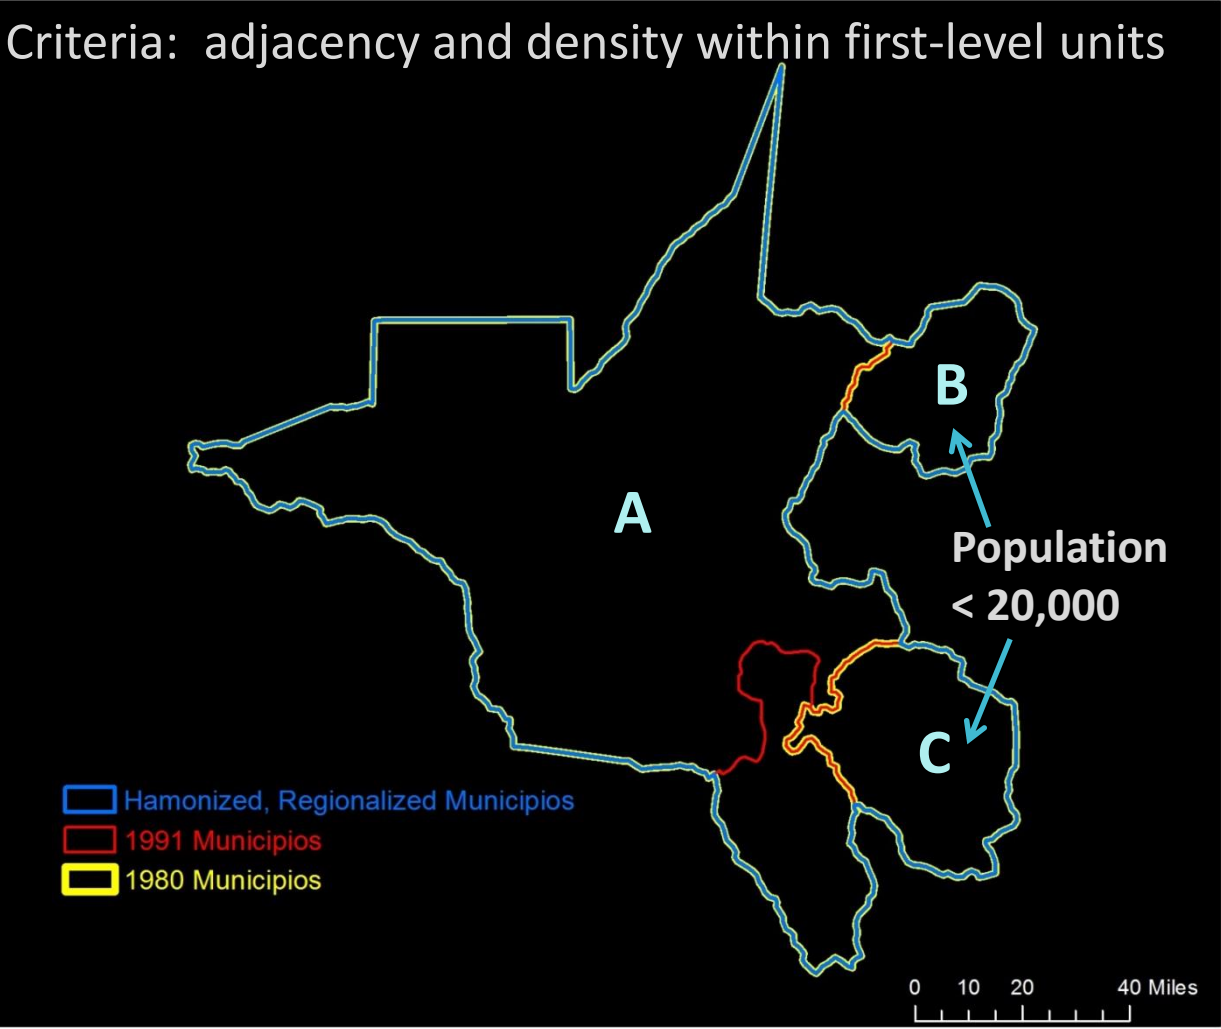 Criteria:  adjacency and density within first-level units
B
A
Population
< 20,000
C
Hamonized, Regionalized Municipios
1991 Municipios
1980 Municipios
0 10 20 40 Miles